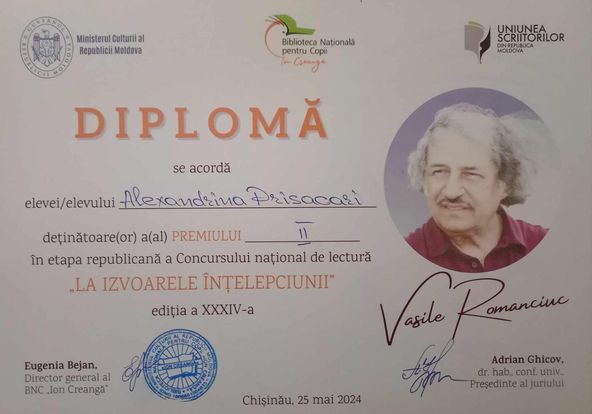 Ministerul Culturii al
Republicii Moldova
Biblioteca Națională
pentru Copii
Ion Creangă
UNIUNEA
SCRIITORILOR
DIN REPUBLICA
MOLDOVA
DIPLOMĂ
se acordă
elevei/elevului Alexandrina Prisacari
deținătoare(or) a(al) PREMIULUI II
în etapa republicană a Concursului național de lectură
„LA IZVOARELE ÎNȚELEPCIUNII”
ediția a XXXIV-a
Vasile Romanciuc
Eugenia Bejan,
Director general al
BNC „Ion Creangă”
ION CREANGĂ
Adrian Ghicov,
dr. hab., conf. univ.,
Președinte al juriului
Chișinău, 25 mai 2024